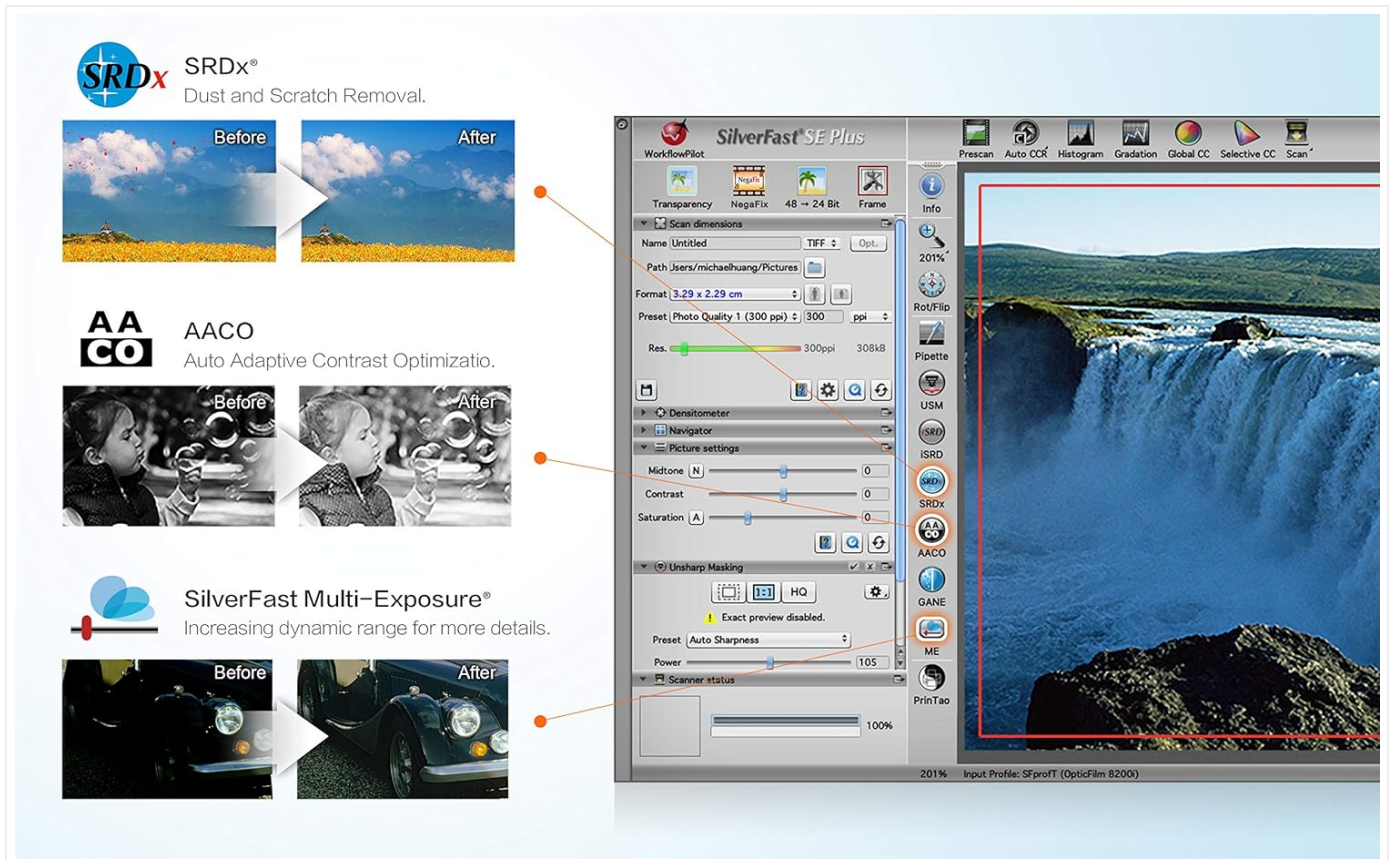 SRDx
SRDx®
Dust and Scratch Removal.
Before
After
AA
CO
AACO
Auto Adaptive Contrast Optimizatio.
Before
After
SilverFast Multi-Exposure®
Increasing dynamic range for more details.
Before
After
WorkflowPilot
SilverFast® SE Plus
Transparency
NegaFix
NegaFix
48 → 24 Bit
Frame
Scan dimensions
Name Untitled TIFF Opt.
Path Jsers/michaelhuang/Pictures
Format 3.29 x 2.29 cm
Preset Photo Quality 1 (300 ppi) 300 ppi
Res. 300ppi 308kB
Densitometer
Navigator
Picture settings
Midtone N 0
Contrast 0
Saturation A 0
Unsharp Masking
1:1 HQ
Exact preview disabled.
Preset Auto Sharpness
Power 105
Scanner status
100%
Prescan
Auto CCR
Histogram
Gradation
Global CC
Selective CC
Scan
Info
201%
Rot/Flip
Pipette
USM
iSRD
iSRD
SRDx
SRDx
AA
CO
AACO
GANE
ME
PrinTao
201% Input Profile: SFprofT (OpticFilm 8200i)